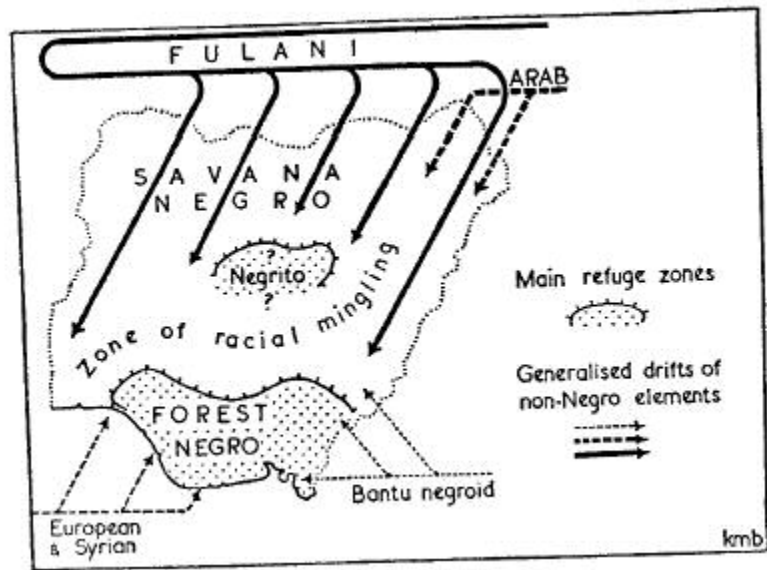 FULANI
ARAB
SAVANA
NEGRO
?
Negrito
?
Zone of racial mingling
Main refuge zones
FOREST
NEGRO
Generalised drifts of
non-Negro elements
Bantu negroid
European
& Syrian
kmb